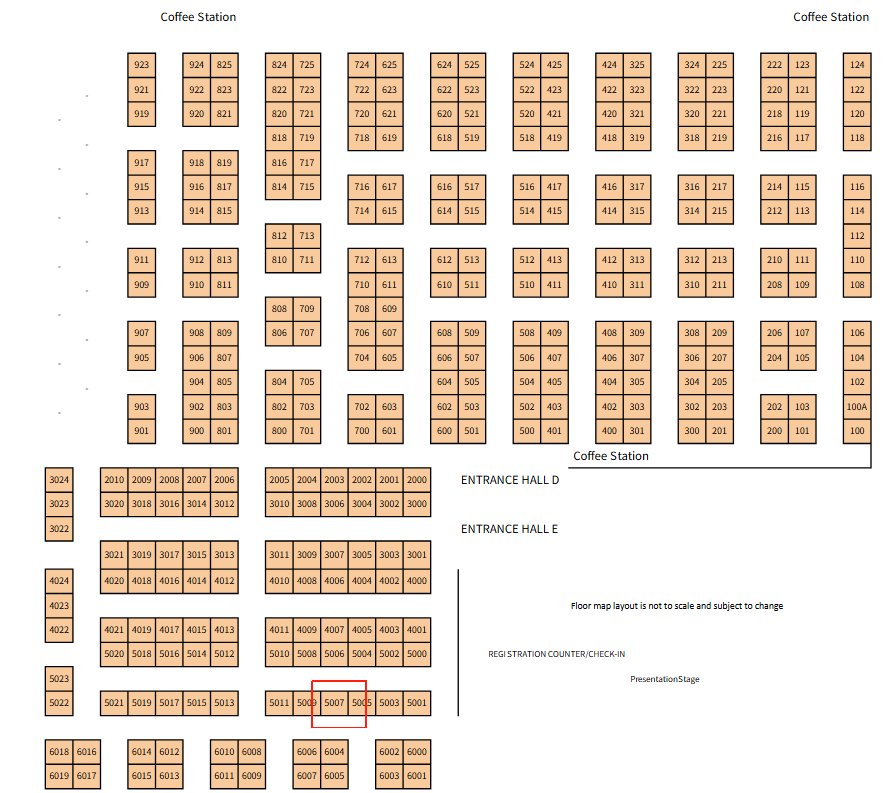 Coffee Station Coffee Station
923 924 825 824 725 724 625 624 525 524 425 424 325 324 225 222 123 124
921 922 823 822 723 722 623 622 523 522 423 422 323 322 223 220 121 122
919 920 821 820 721 720 621 620 521 520 421 420 321 320 221 218 119 120
818 719 718 619 618 519 518 419 418 319 318 219 216 117 118
917 918 819 816 717
915 916 817 814 715 716 617 616 517 516 417 416 317 316 217 214 115 116
913 914 815 714 615 614 515 514 415 414 315 314 215 212 113 114
812 713 112
911 912 813 810 711 712 613 612 513 512 413 412 313 312 213 210 111 110
909 910 811 710 611 610 511 510 411 410 311 310 211 208 109 108
808 709 708 609
907 908 809 806 707 706 607 608 509 508 409 408 309 308 209 206 107 106
905 906 807 704 605 606 507 506 407 406 307 306 207 204 105 104
904 805 804 705 604 505 504 405 404 305 304 205 102
903 902 803 802 703 702 603 602 503 502 403 402 303 302 203 202 103 100A
901 900 801 800 701 700 601 600 501 500 401 400 301 300 201 200 101 100
Coffee Station
3024 2010 2009 2008 2007 2006 2005 2004 2003 2002 2001 2000 ENTRANCE HALL D
3023 3020 3018 3016 3014 3012 3010 3008 3006 3004 3002 3000
3022 ENTRANCE HALL E
3021 3019 3017 3015 3013 3011 3009 3007 3005 3003 3001
4024 4020 4018 4016 4014 4012 4010 4008 4006 4004 4002 4000
4023 Floor map layout is not to scale and subject to change
4022 4021 4019 4017 4015 4013 4011 4009 4007 4005 4003 4001
5020 5018 5016 5014 5012 5010 5008 5006 5004 5002 5000 REGISTRATION COUNTER/CHECK-IN
5023 PresentationStage
5022 5021 5019 5017 5015 5013 5011 5009 5007 5005 5003 5001
6018 6016 6014 6012 6010 6008 6006 6004 6002 6000
6019 6017 6015 6013 6011 6009 6007 6005 6003 6001